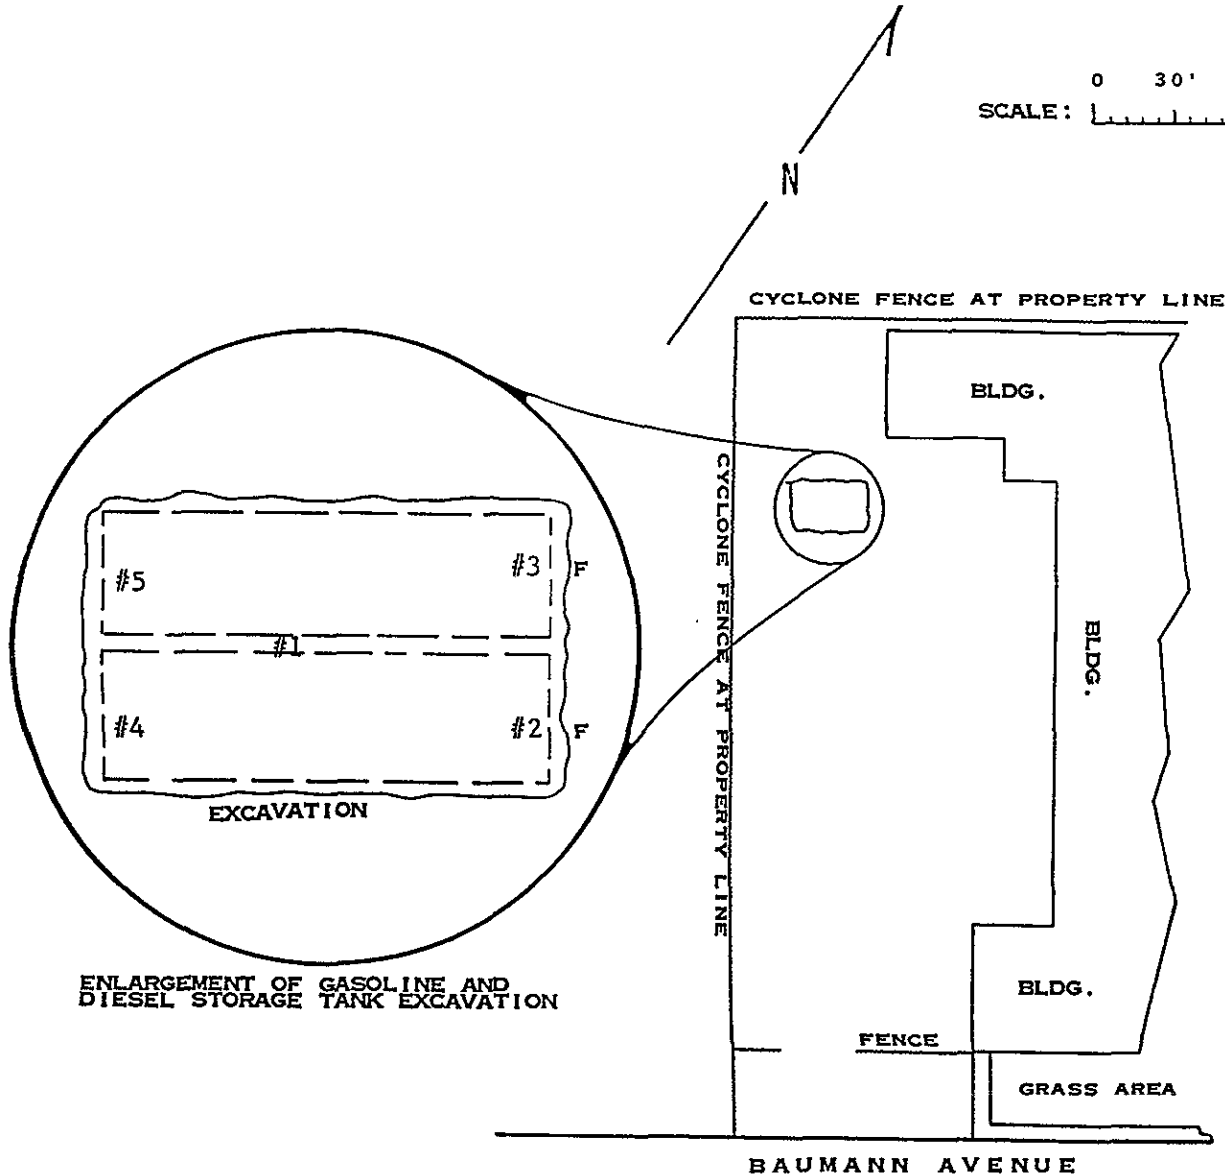 0 30'
SCALE:
N
CYCLONE FENCE AT PROPERTY LINE
BLDG.
CYCLONE FENCE AT PROPERTY LINE
#5
#3 F
#1
BLDG.
#4
#2 F
EXCAVATION
ENLARGEMENT OF GASOLINE AND
DIESEL STORAGE TANK EXCAVATION
BLDG.
FENCE
GRASS AREA
BAUMANN AVENUE